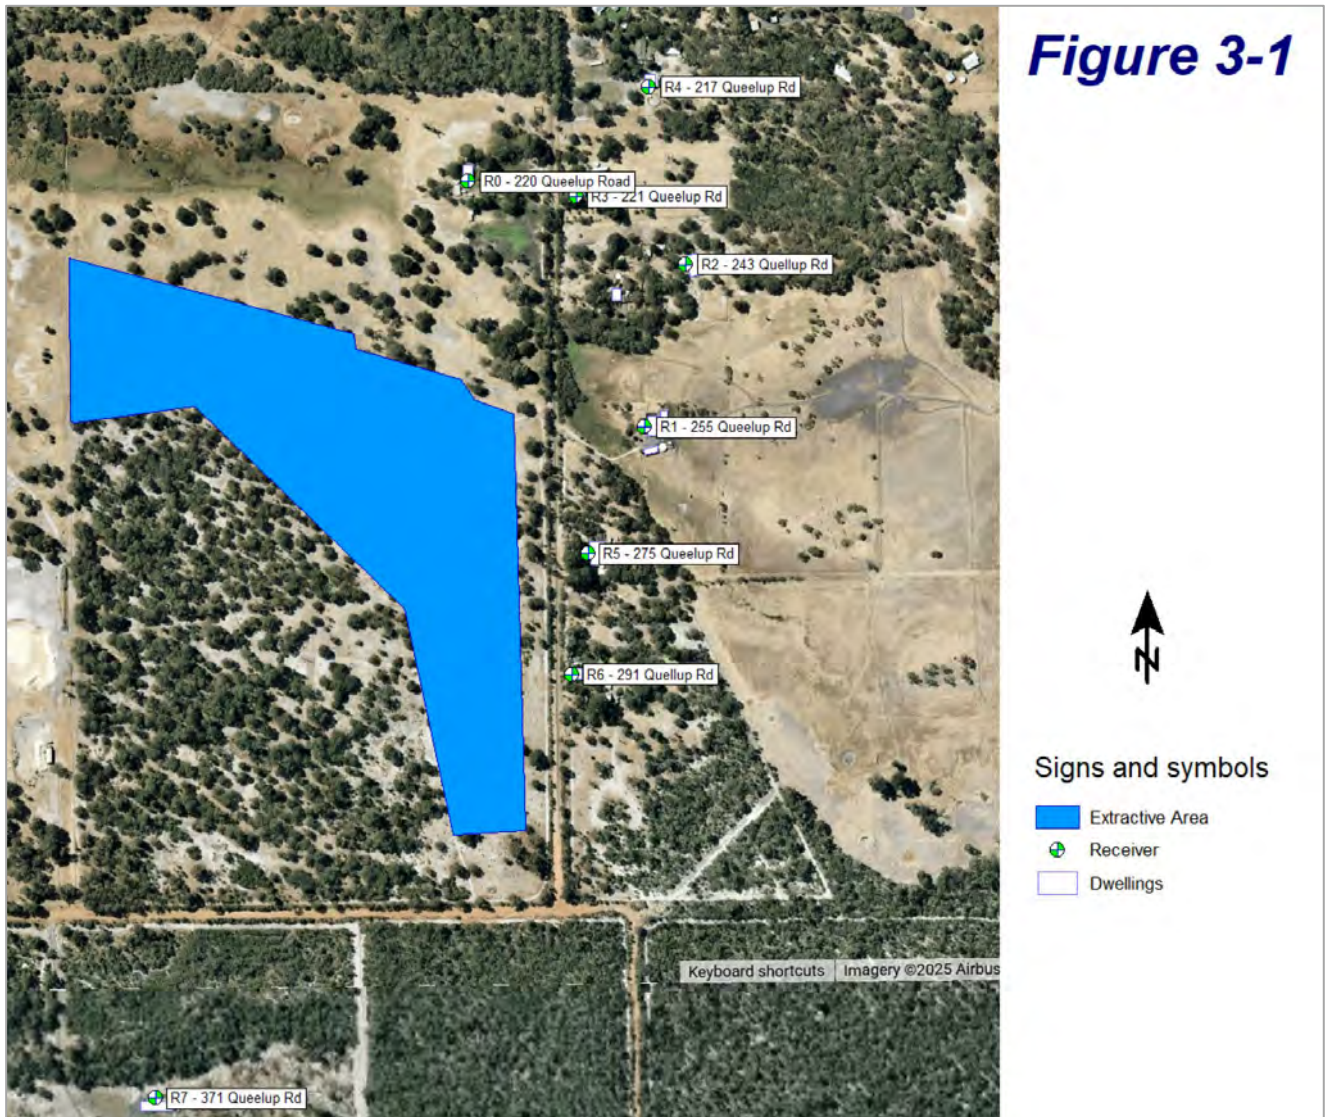 Figure 3-1
R4 - 217 Queelup Rd
R0 - 220 Queelup Road
R3 - 221 Queelup Rd
R2 - 243 Quellup Rd
R1 - 255 Queelup Rd
R5 - 275 Queelup Rd
R6 - 291 Quellup Rd
N
Signs and symbols
Extractive Area
Receiver
Dwellings
Keyboard shortcuts
Imagery ©2025 Airbus
R7 - 371 Queelup Rd